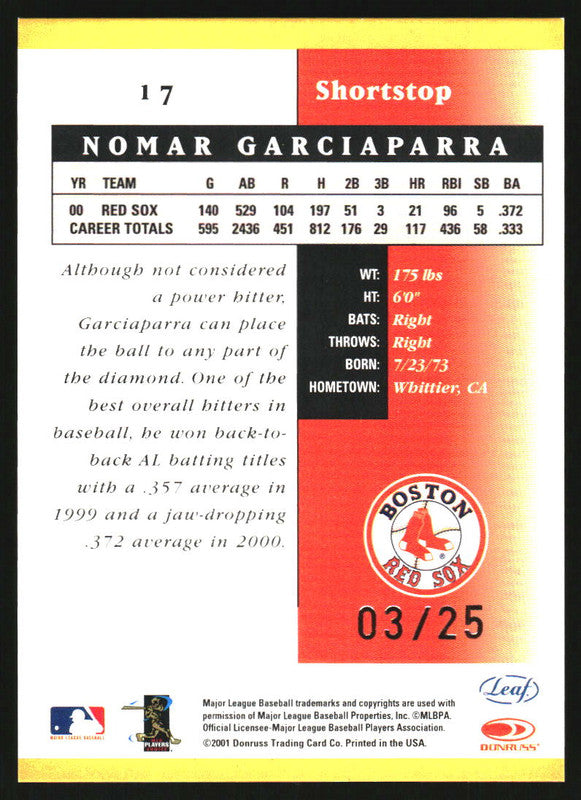 17
Shortstop
NOMAR GARCIAPARRA
YR TEAM G AB R H 2B 3B HR RBI SB BA
00 RED SOX 140 529 104 197 51 3 21 96 5 .372
CAREER TOTALS 595 2436 451 812 176 29 117 436 58 .333
Although not considered
a power hitter,
Garciaparra can place
the ball to any part of
the diamond. One of the
best overall hitters in
baseball, he won back-to-
back AL batting titles
with a .357 average in
1999 and a jaw-dropping
.372 average in 2000.
WT: 175 lbs
HT: 6'0"
BATS: Right
THROWS: Right
BORN: 7/23/73
HOMETOWN: Whittier, CA
BOSTON
RED SOX
®
03/25
Leaf
Major League Baseball trademarks and copyrights are used with
permission of Major League Baseball Properties, Inc. ©MLBPA.
Official Licensee-Major League Baseball Players Association.
©2001 Donruss Trading Card Co. Printed in the USA.
MAJOR LEAGUE BASEBALL
PLAYERS
DONRUSS